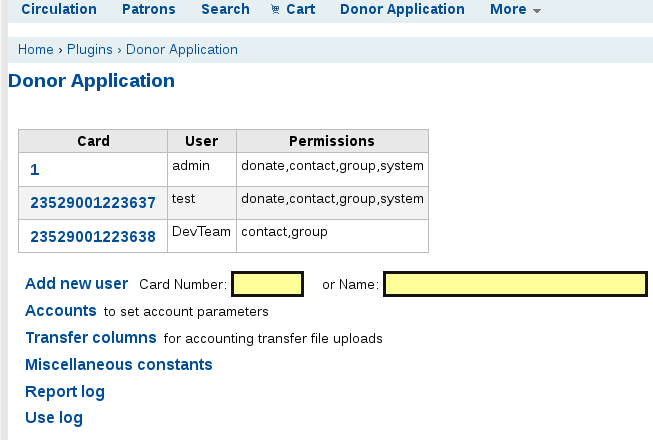 Circulation Patrons Search Cart Donor Application More
Home › Plugins › Donor Application
Donor Application
Card User Permissions
1 admin donate,contact,group,system
23529001223637 test donate,contact,group,system
23529001223638 DevTeam contact,group
Add new user Card Number: or Name:
Accounts to set account parameters
Transfer columns for accounting transfer file uploads
Miscellaneous constants
Report log
Use log